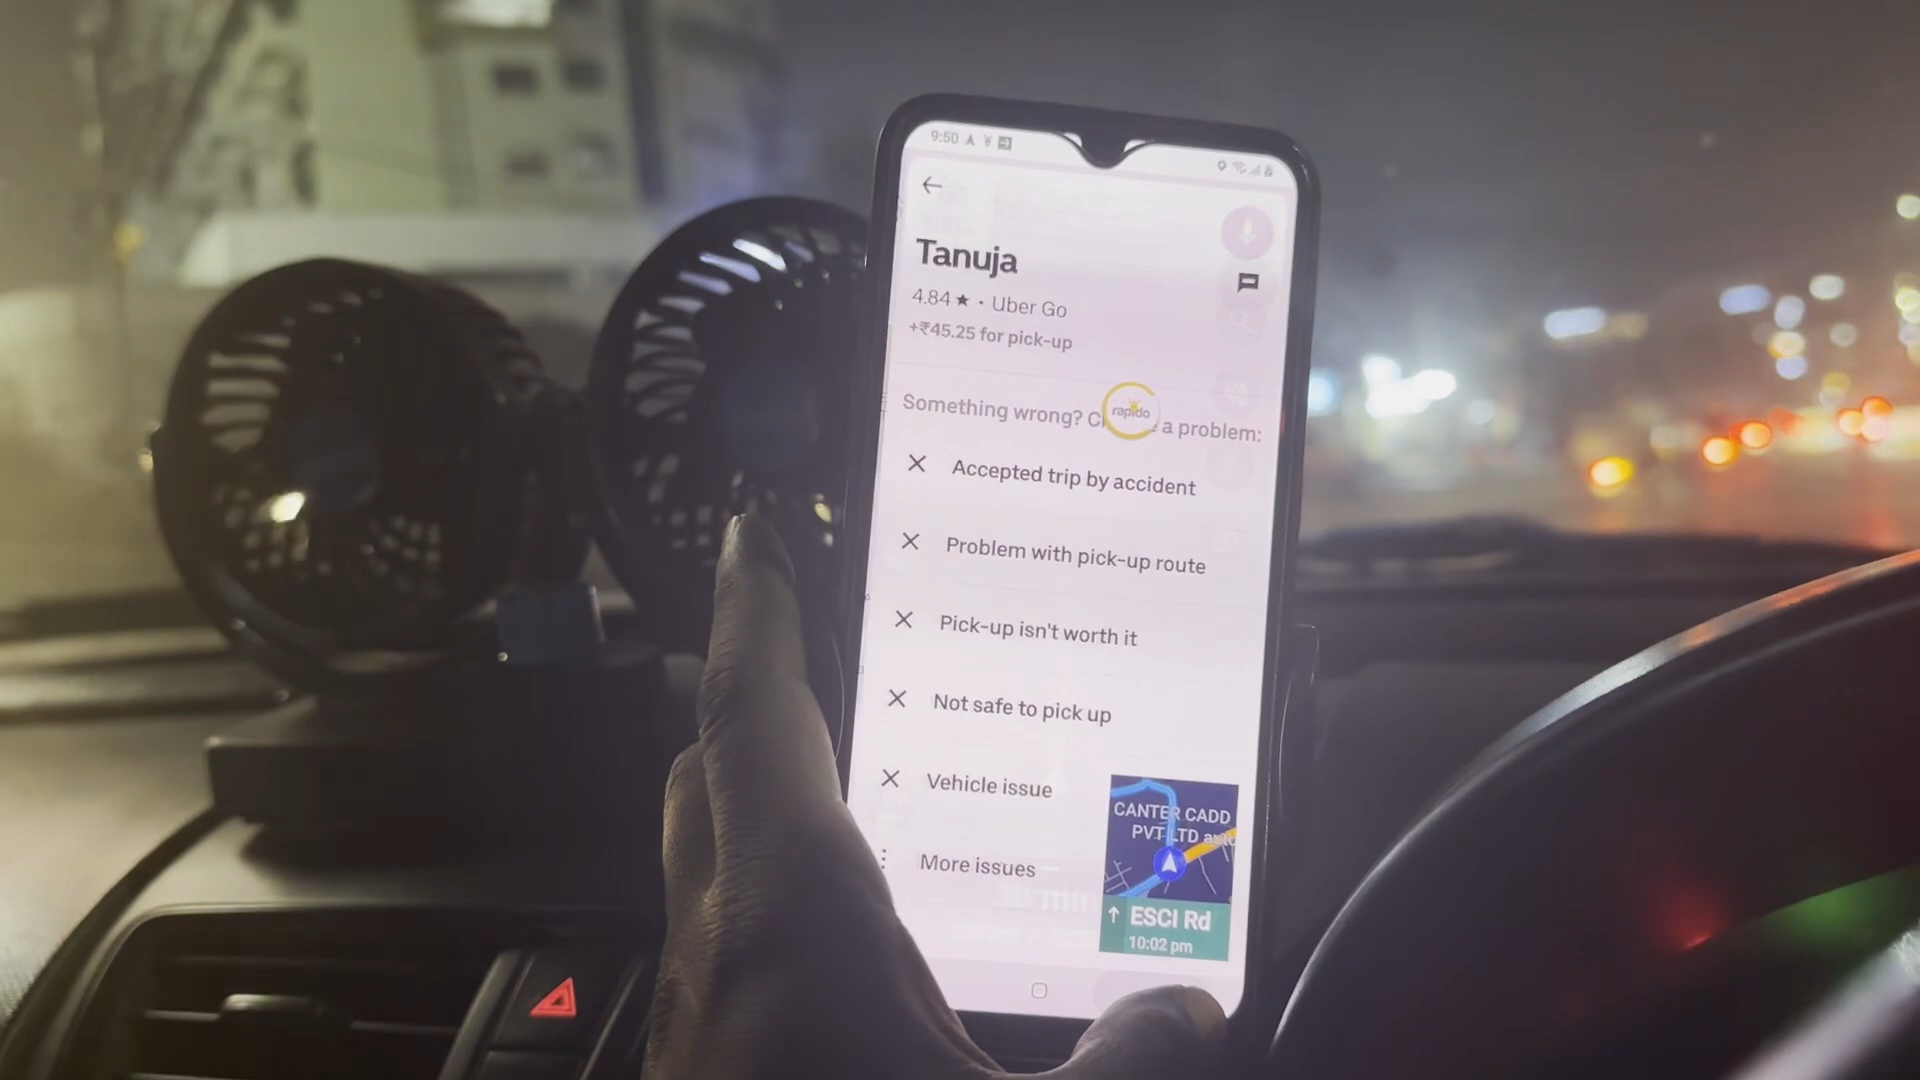 9:50
Tanuja
4.84 ★ · Uber Go
+₹45.25 for pick-up
Something wrong? a problem:
rapido
Accepted trip by accident
Problem with pick-up route
Pick-up isn't worth it
Not safe to pick up
Vehicle issue
More issues
CANTER CADD
PVT LTD
ESCI Rd
10:02 pm